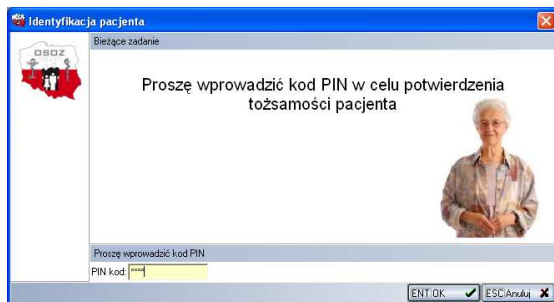 Identyfikacja pacjenta
OSOZ
Bieżące zadanie
Proszę wprowadzić kod PIN w celu potwierdzenia
tożsamości pacjenta
Proszę wprowadzić kod PIN
PIN kod: ****
ENT OK
ESC Anuluj